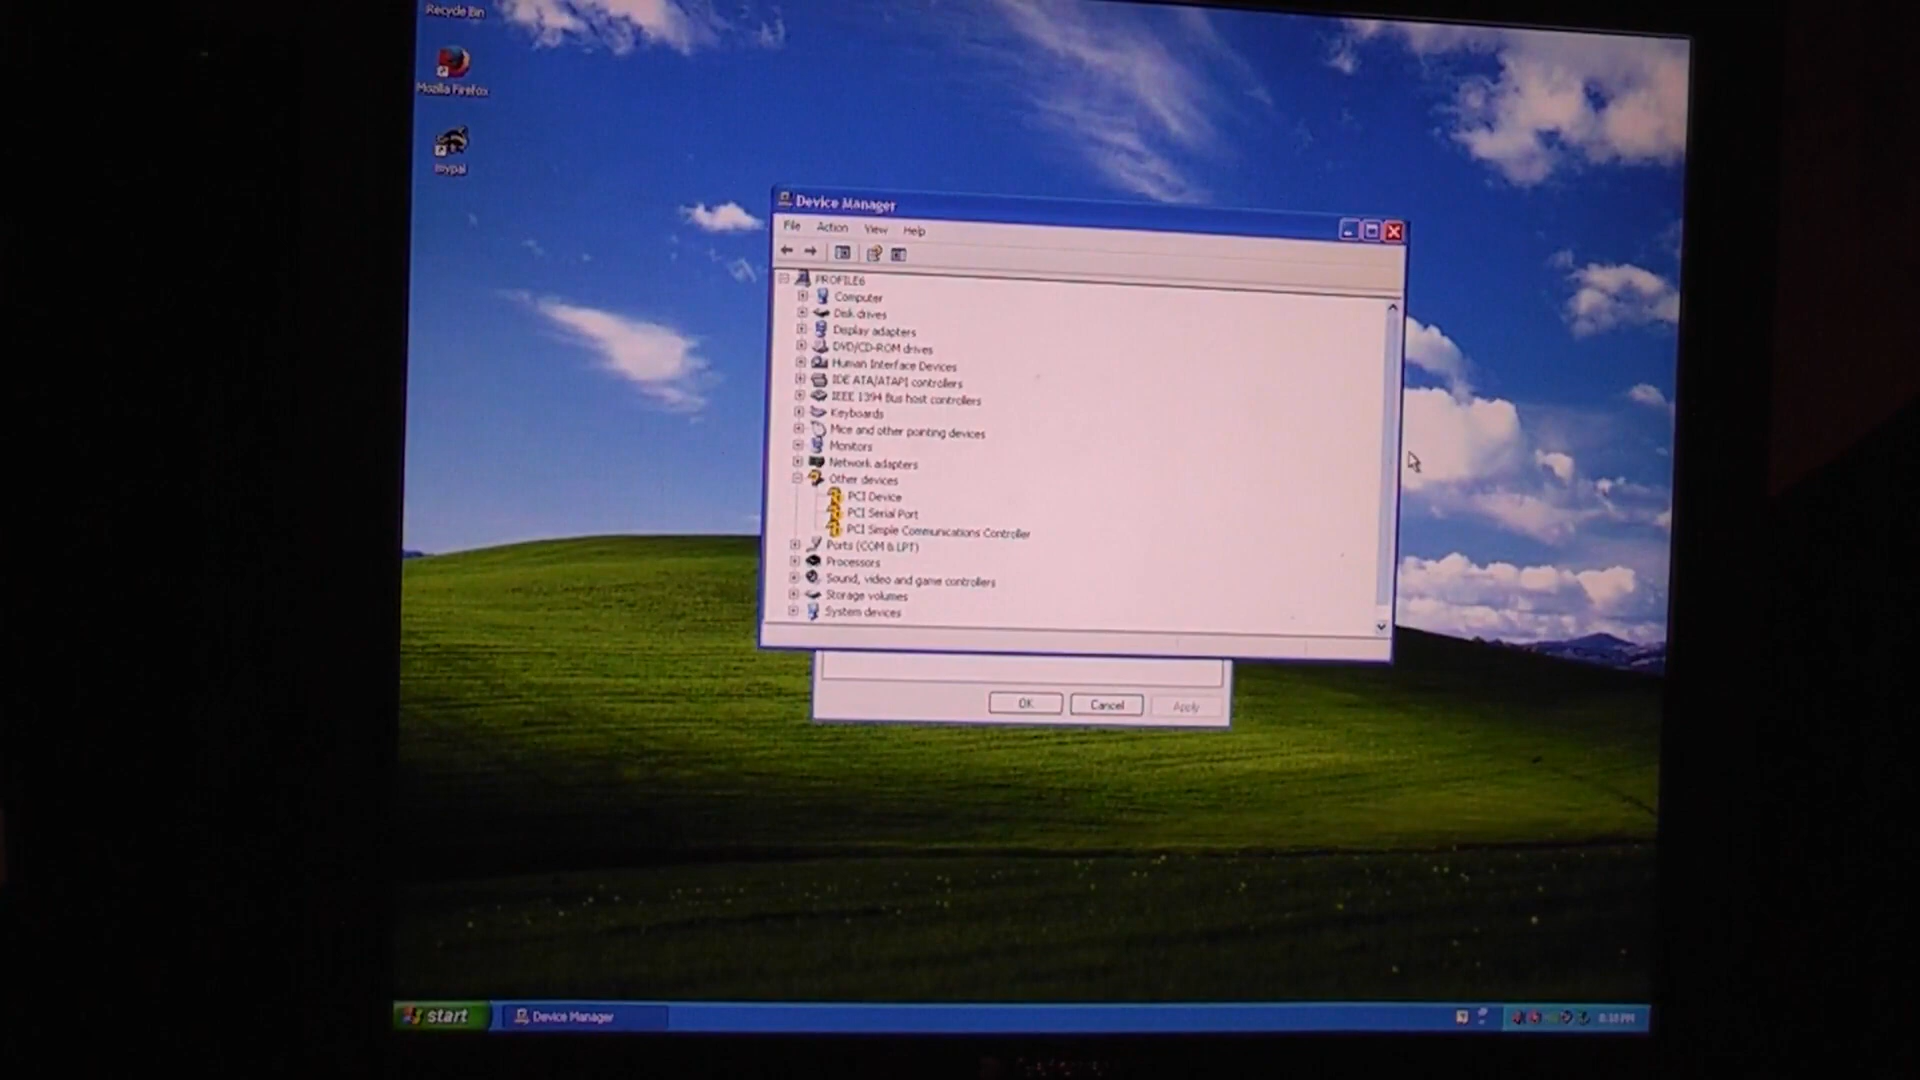 Recycle Bin
Mozilla Firefox
mypal
Device Manager
File Action View Help
PROFILE6
Computer
Disk drives
Display adapters
DVD/CD-ROM drives
Human Interface Devices
IDE ATA/ATAPI controllers
IEEE 1394 Bus host controllers
Keyboards
Mice and other pointing devices
Monitors
Network adapters
Other devices
PCI Device
PCI Serial Port
PCI Simple Communications Controller
Ports (COM & LPT)
Processors
Sound, video and game controllers
Storage volumes
System devices
OK Cancel Apply
start Device Manager